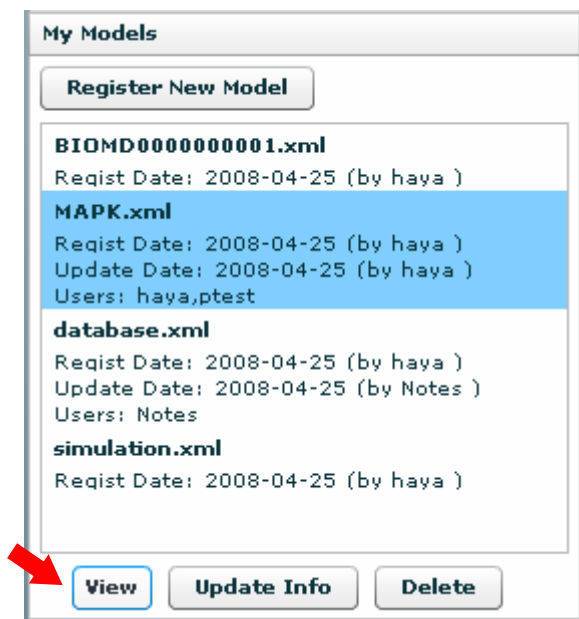 My Models
Register New Model
BIOMD0000000001.xml
Regist Date: 2008-04-25 (by haya )
MAPK.xml
Regist Date: 2008-04-25 (by haya )
Update Date: 2008-04-25 (by haya )
Users: haya,ptest
database.xml
Regist Date: 2008-04-25 (by haya )
Update Date: 2008-04-25 (by Notes )
Users: Notes
simulation.xml
Regist Date: 2008-04-25 (by haya )
View Update Info Delete